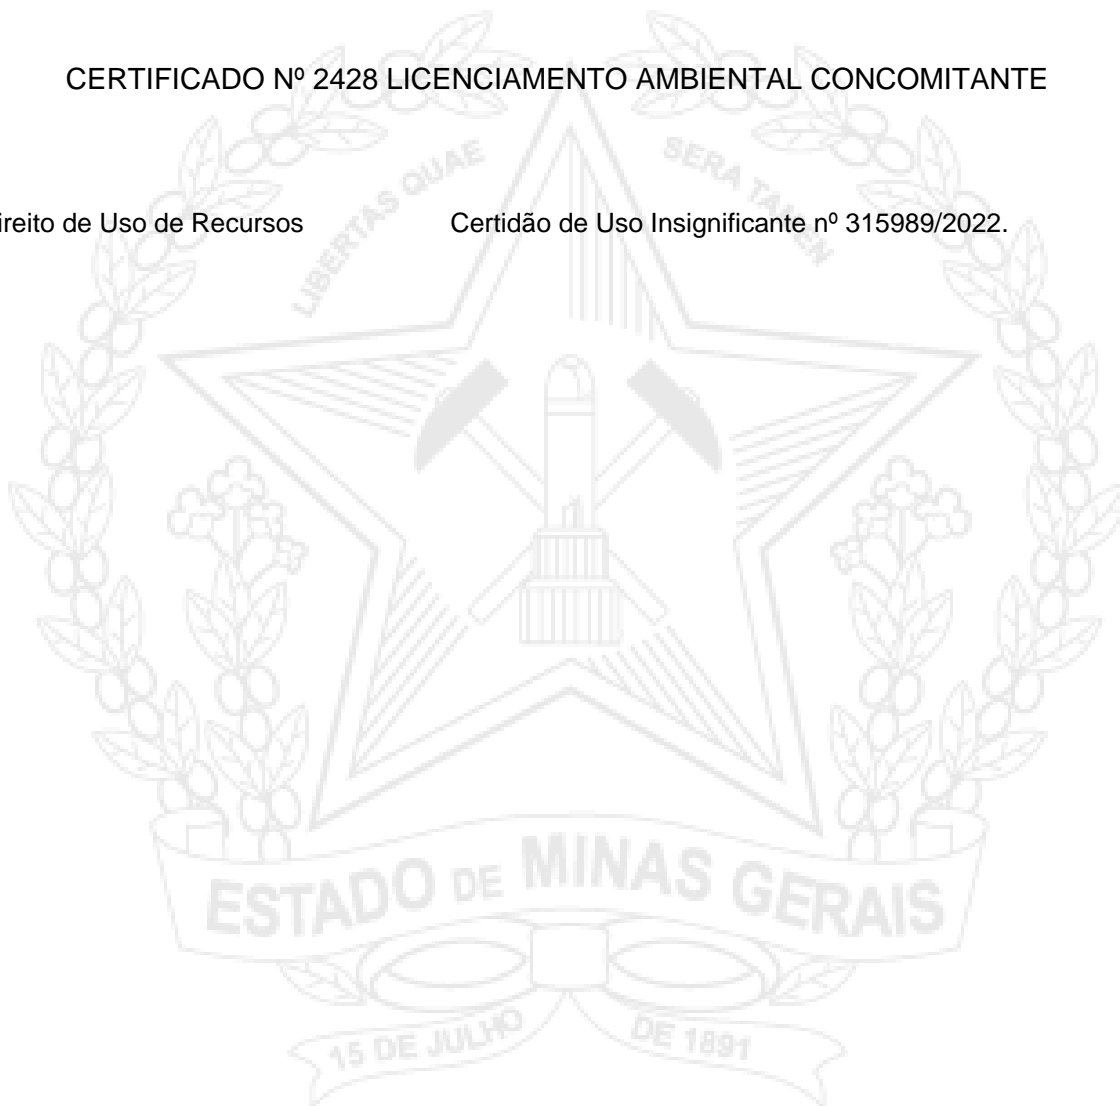 CERTIFICADO Nº 2428 LICENCIAMENTO AMBIENTAL CONCOMITANTE
LIBERTAS QUAE SERA TAMEN
ireito de Uso de Recursos Certidão de Uso Insignificante nº 315989/2022.
ESTADO DE MINAS GERAIS
15 DE JULHO DE 1891